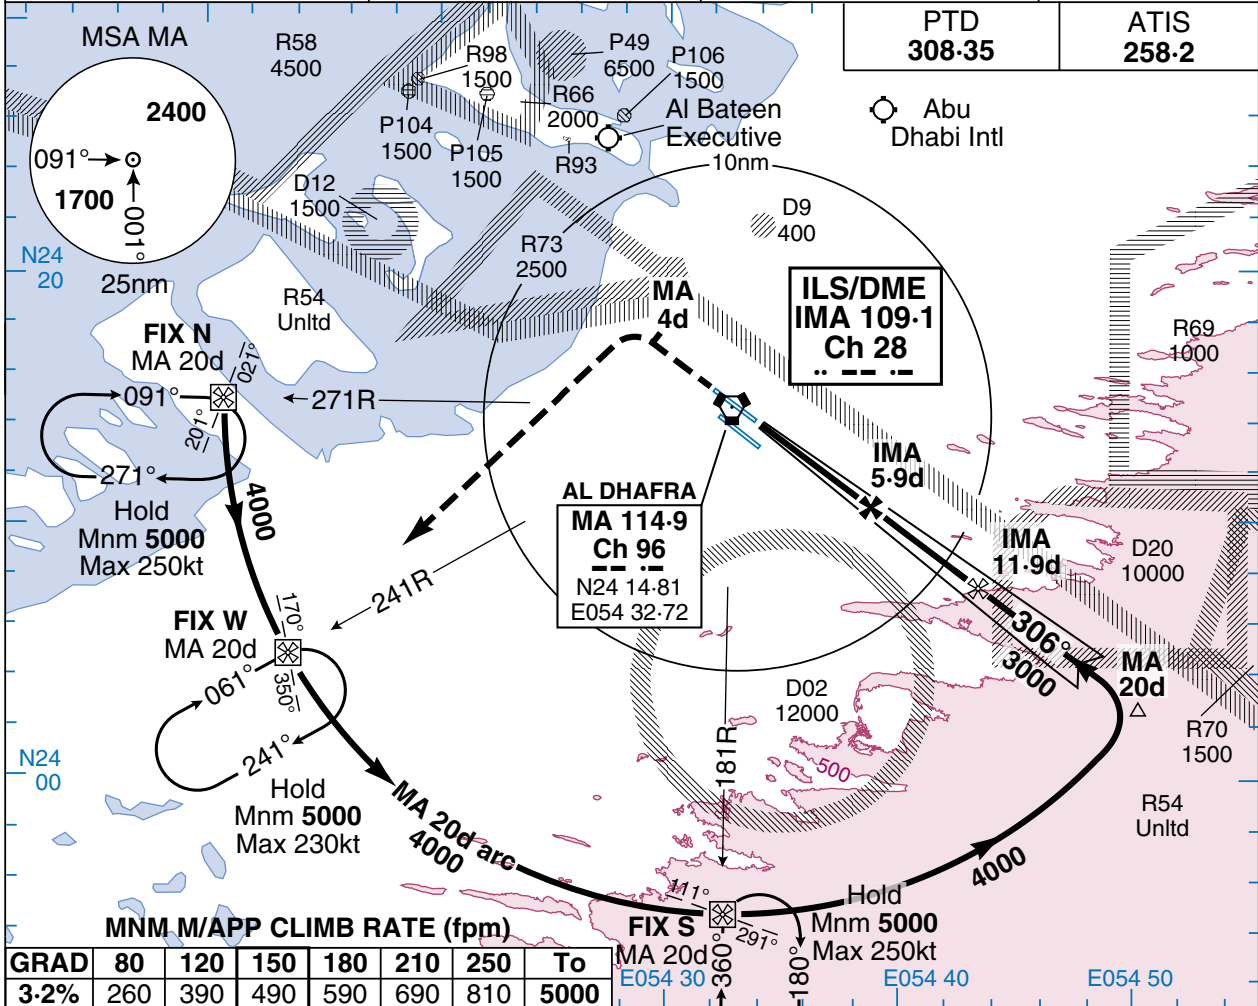 PTD
308·35
ATIS
258·2
MSA MA
2400
091°
1700
001°
25nm
R58
4500
R98
1500
P49
6500
P106
1500
R66
2000
P104
1500
P105
1500
R93
Al Bateen
Executive
Abu
Dhabi Intl
10nm
D12
1500
D9
400
R73
2500
N24
20
R54
Unltd
MA
4d
ILS/DME
IMA 109·1
Ch 28
R69
1000
FIX N
MA 20d
021°
201°
091°
271°
271R
Hold
Mnm 5000
Max 250kt
4000
IMA
5·9d
AL DHAFRA
MA 114·9
Ch 96
N24 14·81
E054 32·72
IMA
11·9d
D20
10000
241R
FIX W
MA 20d
170°
350°
061°
241°
306°
3000
MA
20d
D02
12000
R70
1500
181R
500
N24
00
Hold
Mnm 5000
Max 230kt
MA 20d arc
4000
R54
Unltd
4000
111°
291°
FIX S
MA 20d
360°
180°
Hold
Mnm 5000
Max 250kt
E054 30
E054 40
E054 50
MNM M/APP CLIMB RATE (fpm)
GRAD 80 120 150 180 210 250 To
3·2% 260 390 490 590 690 810 5000